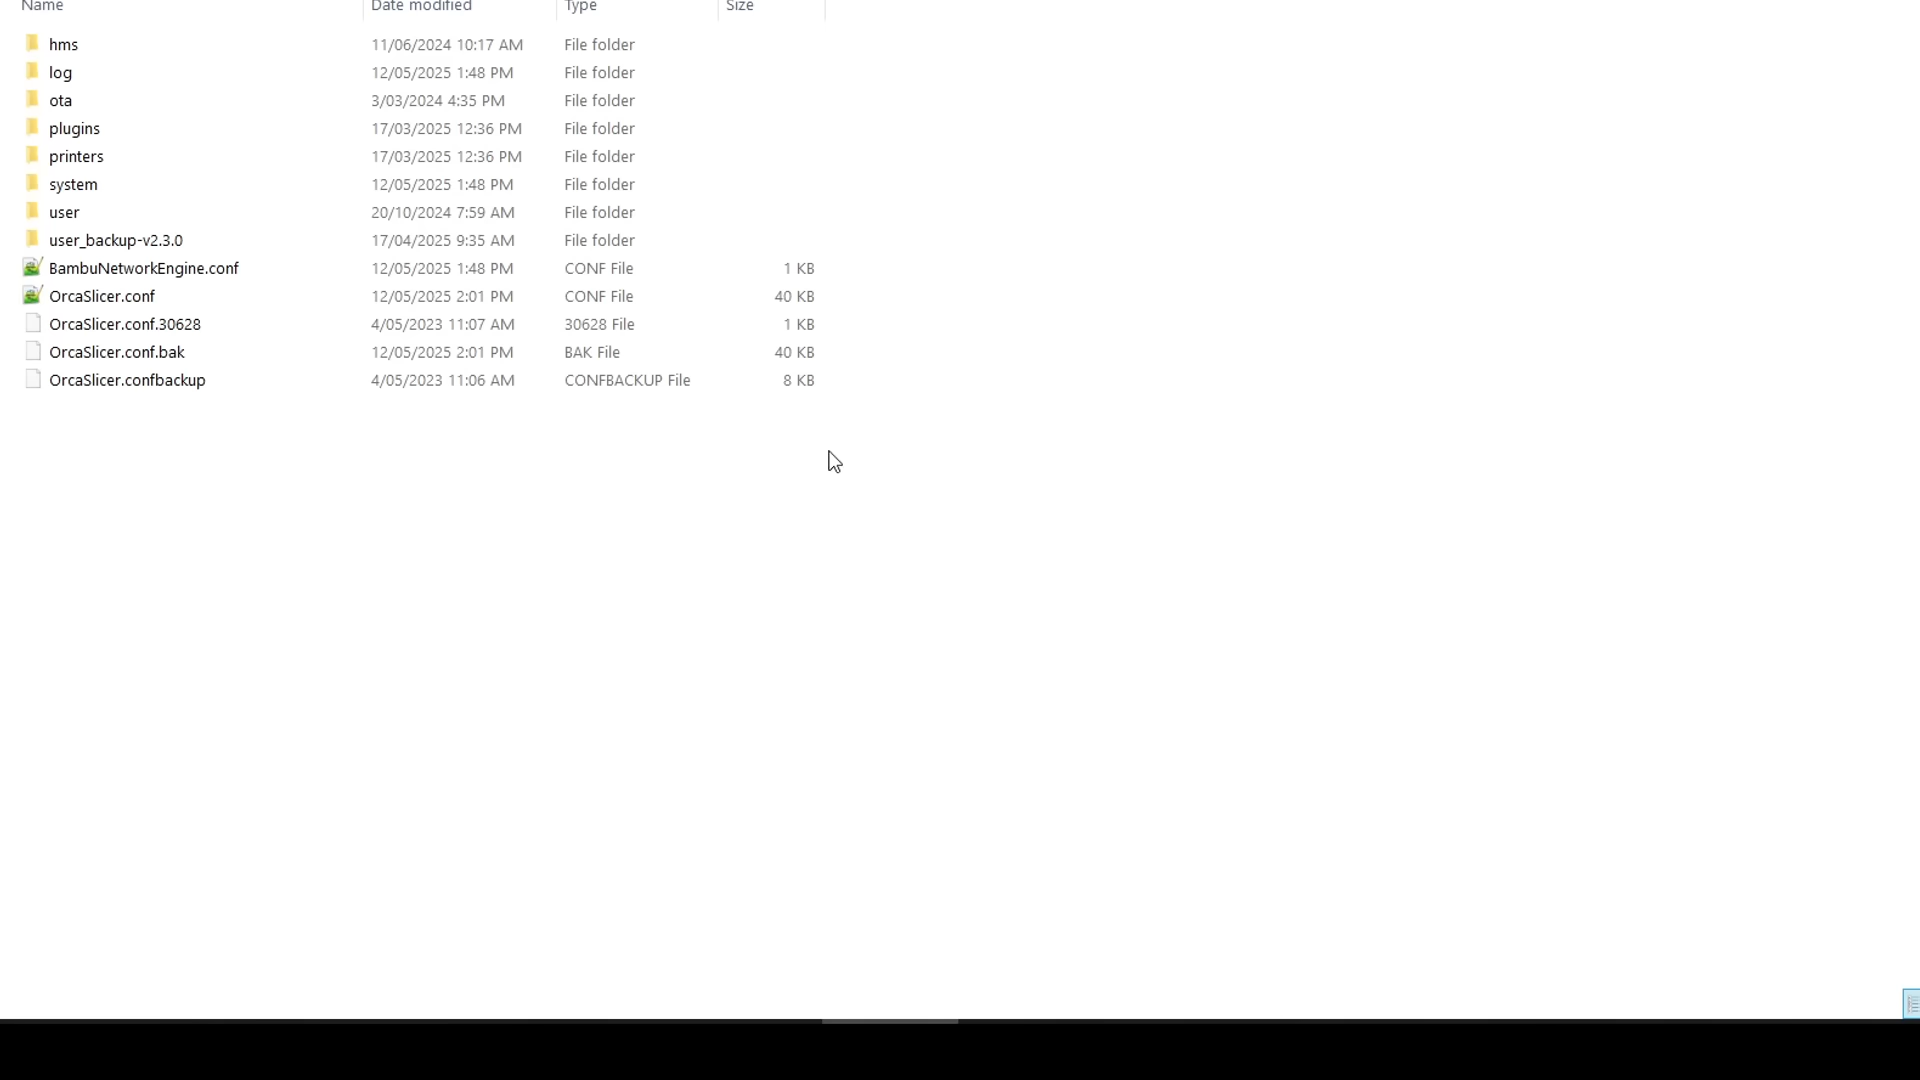 Name Date modified Type Size
hms 11/06/2024 10:17 AM File folder
log 12/05/2025 1:48 PM File folder
ota 3/03/2024 4:35 PM File folder
plugins 17/03/2025 12:36 PM File folder
printers 17/03/2025 12:36 PM File folder
system 12/05/2025 1:48 PM File folder
user 20/10/2024 7:59 AM File folder
user_backup-v2.3.0 17/04/2025 9:35 AM File folder
BambuNetworkEngine.conf 12/05/2025 1:48 PM CONF File 1 KB
OrcaSlicer.conf 12/05/2025 2:01 PM CONF File 40 KB
OrcaSlicer.conf.30628 4/05/2023 11:07 AM 30628 File 1 KB
OrcaSlicer.conf.bak 12/05/2025 2:01 PM BAK File 40 KB
OrcaSlicer.confbackup 4/05/2023 11:06 AM CONFBACKUP File 8 KB